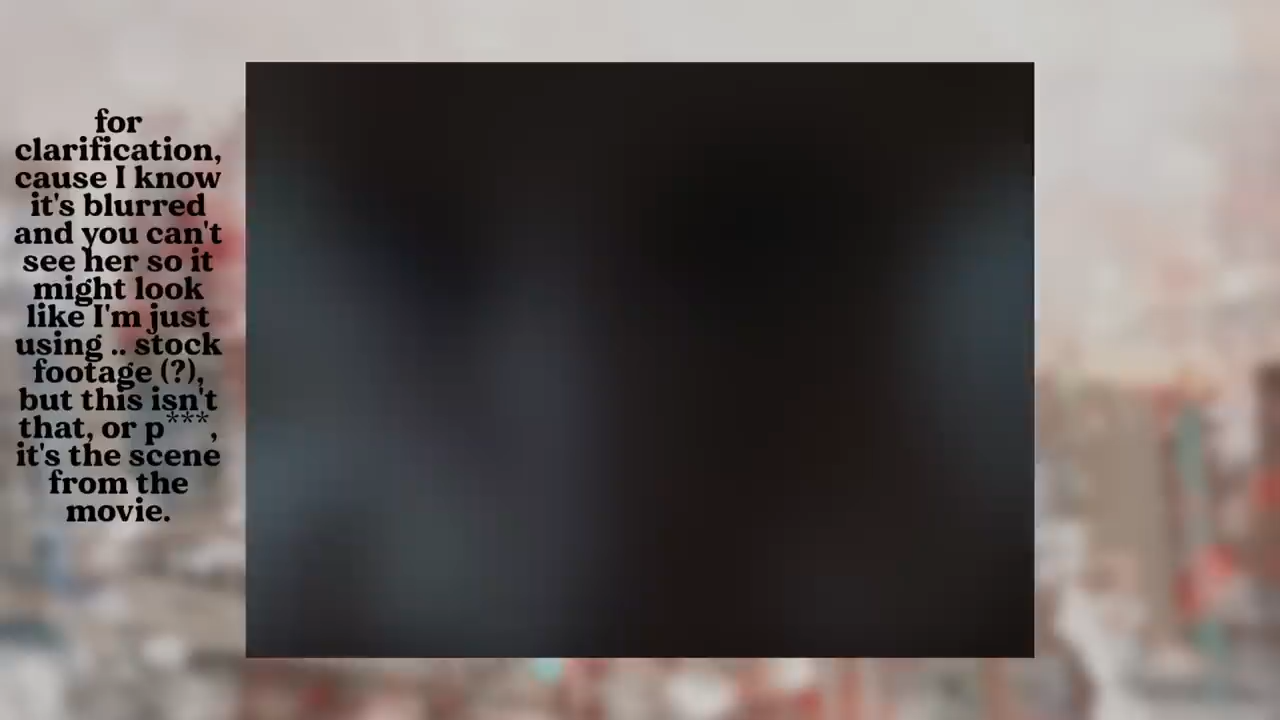 for
clarification,
cause I know
it's blurred
and you can't
see her so it
might look
like I'm just
using .. stock
footage (?),
but this isn't
that, or p***,
it's the scene
from the
movie.